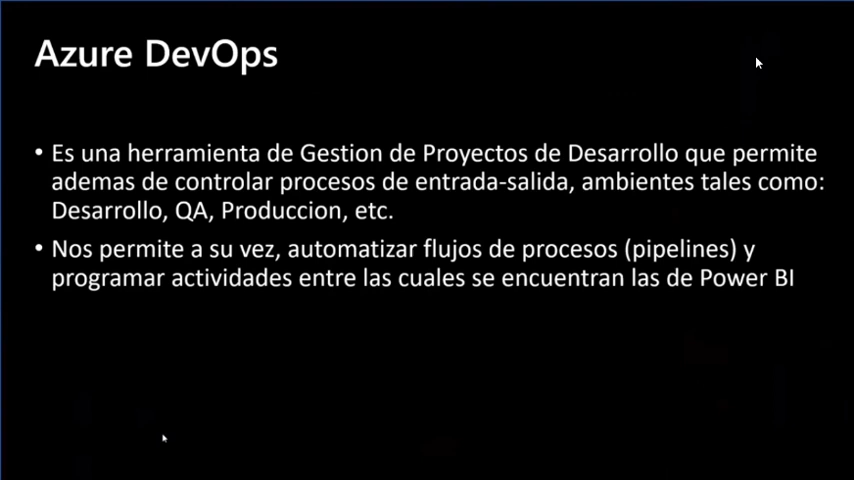 Azure DevOps
• Es una herramienta de Gestion de Proyectos de Desarrollo que permite
ademas de controlar procesos de entrada-salida, ambientes tales como:
Desarrollo, QA, Produccion, etc.
• Nos permite a su vez, automatizar flujos de procesos (pipelines) y
programar actividades entre las cuales se encuentran las de Power BI